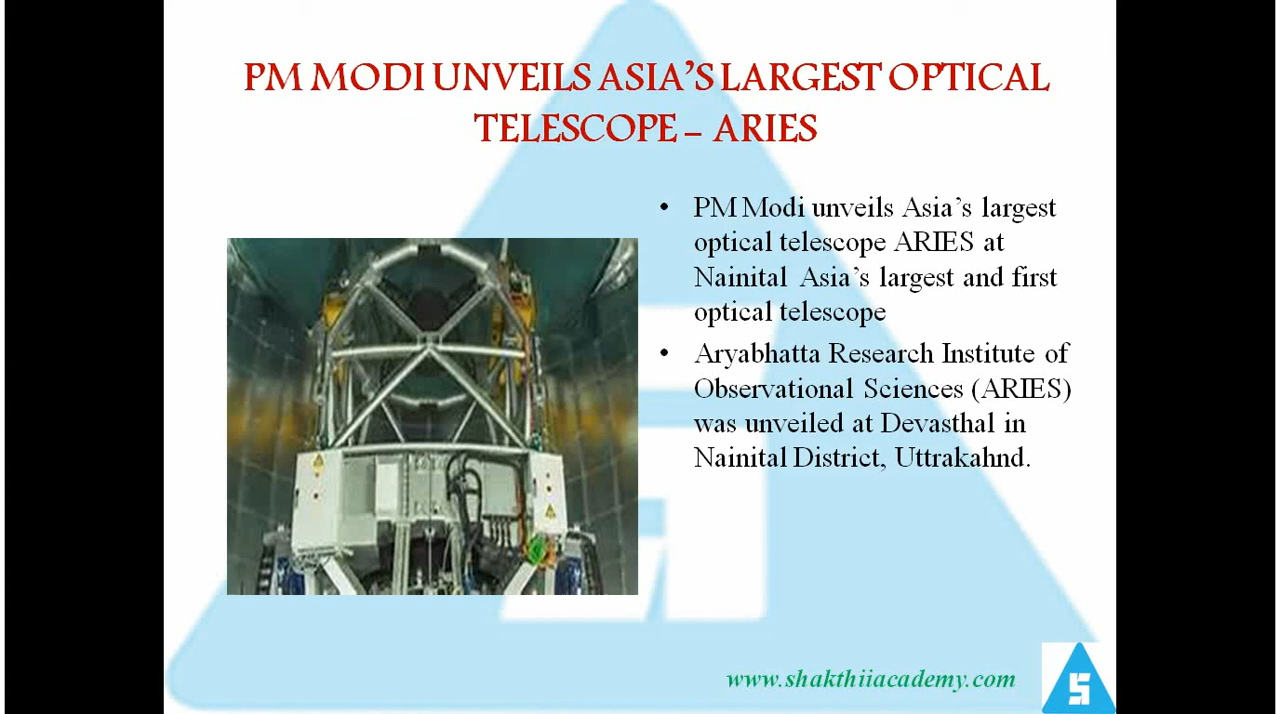 PM MODI UNVEILS ASIA’S LARGEST OPTICAL
TELESCOPE – ARIES
• PM Modi unveils Asia’s largest
optical telescope ARIES at
Nainital Asia’s largest and first
optical telescope
• Aryabhatta Research Institute of
Observational Sciences (ARIES)
was unveiled at Devasthal in
Nainital District, Uttrakahnd.
www.shakthiiacademy.com